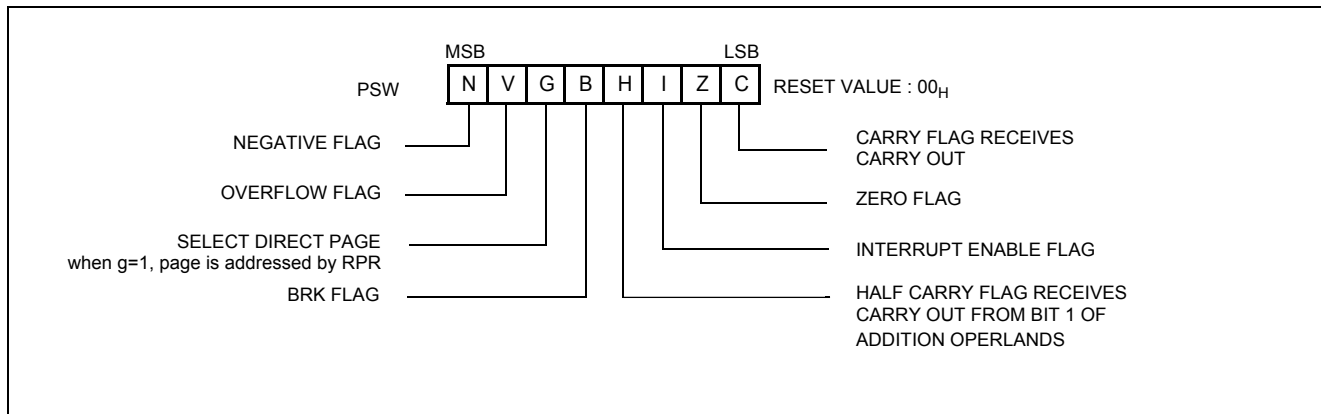 MSB LSB
PSW N V G B H I Z C RESET VALUE : 00H
NEGATIVE FLAG
CARRY FLAG RECEIVES
CARRY OUT
OVERFLOW FLAG
ZERO FLAG
SELECT DIRECT PAGE
when g=1, page is addressed by RPR
INTERRUPT ENABLE FLAG
BRK FLAG
HALF CARRY FLAG RECEIVES
CARRY OUT FROM BIT 1 OF
ADDITION OPERLANDS